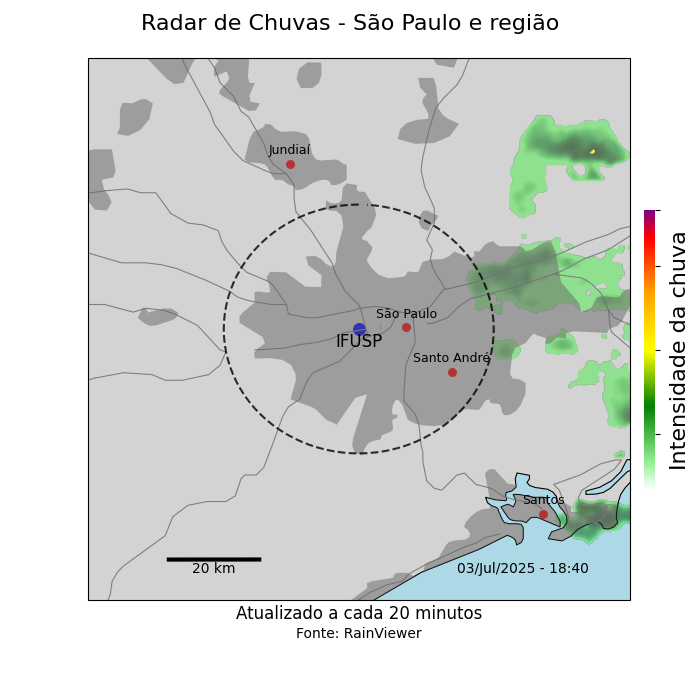 Radar de Chuvas - São Paulo e região
Jundiaí
São Paulo
IFUSP
Santo André
Intensidade da chuva
Santos
20 km
03/Jul/2025 - 18:40
Atualizado a cada 20 minutos
Fonte: RainViewer